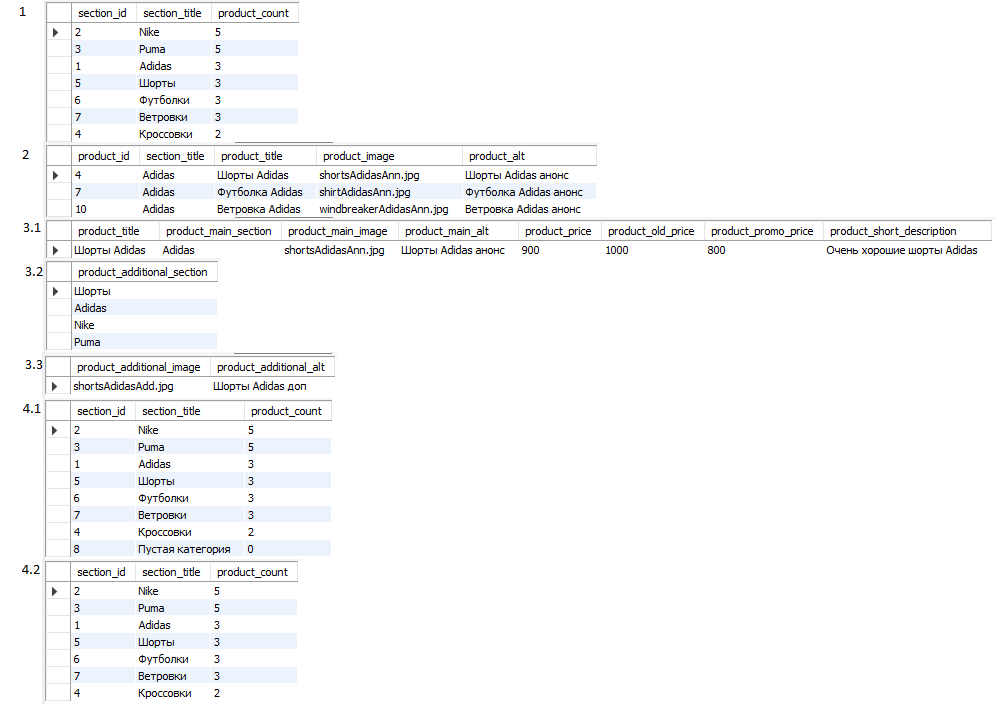 1 section_id section_title product_count
2 Nike 5
3 Puma 5
1 Adidas 3
5 Шорты 3
6 Футболки 3
7 Ветровки 3
4 Кроссовки 2
2 product_id section_title product_title product_image product_alt
4 Adidas Шорты Adidas shortsAdidasAnn.jpg Шорты Adidas анонс
7 Adidas Футболка Adidas shirtAdidasAnn.jpg Футболка Adidas анонс
10 Adidas Ветровка Adidas windbreakerAdidasAnn.jpg Ветровка Adidas анонс
3.1 product_title product_main_section product_main_image product_main_alt product_price product_old_price product_promo_price product_short_description
Шорты Adidas Adidas shortsAdidasAnn.jpg Шорты Adidas анонс 900 1000 800 Очень хорошие шорты Adidas
3.2 product_additional_section
Шорты
Adidas
Nike
Puma
3.3 product_additional_image product_additional_alt
shortsAdidasAdd.jpg Шорты Adidas доп
4.1 section_id section_title product_count
2 Nike 5
3 Puma 5
1 Adidas 3
5 Шорты 3
6 Футболки 3
7 Ветровки 3
4 Кроссовки 2
8 Пустая категория 0
4.2 section_id section_title product_count
2 Nike 5
3 Puma 5
1 Adidas 3
5 Шорты 3
6 Футболки 3
7 Ветровки 3
4 Кроссовки 2